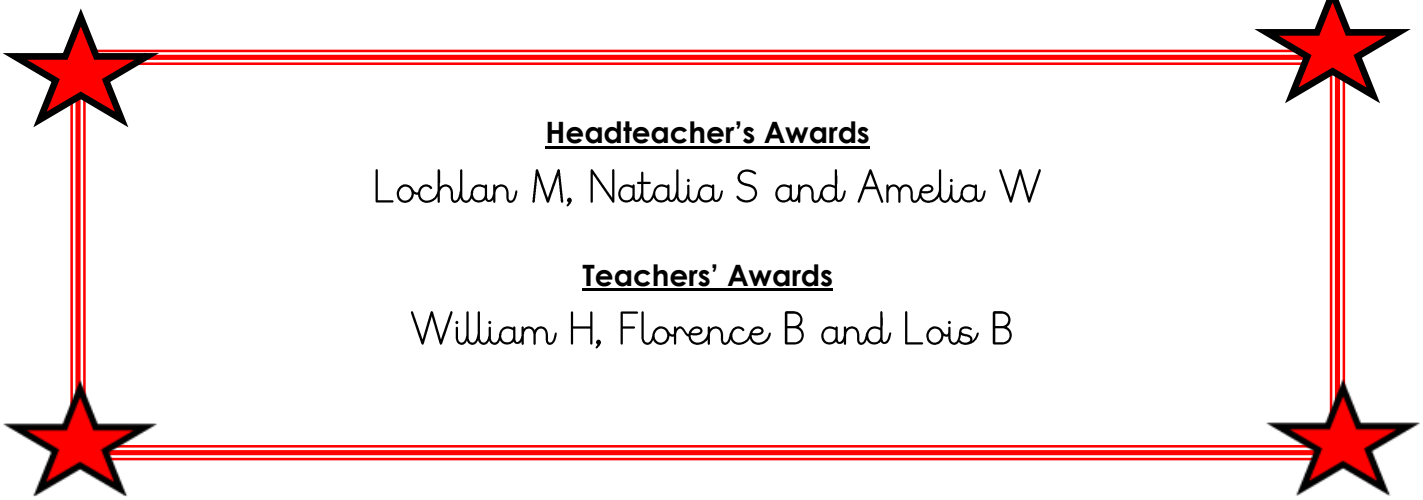 Headteacher’s Awards
Lochlan M, Natalia S and Amelia W
Teachers’ Awards
William H, Florence B and Lois B